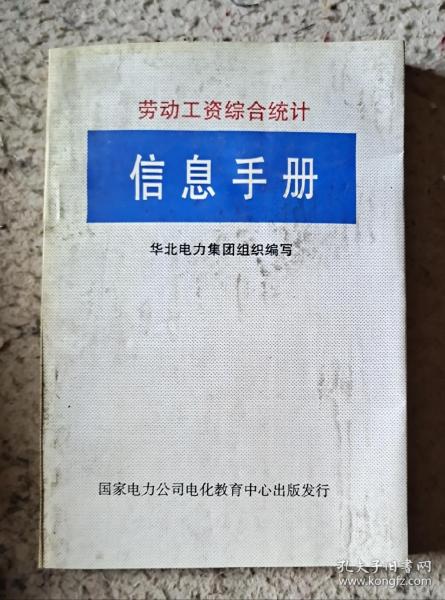 劳动工资综合统计
信息手册
华北电力集团组织编写
国家电力公司电化教育中心出版发行
孔夫子旧书网
www.kongfz.com